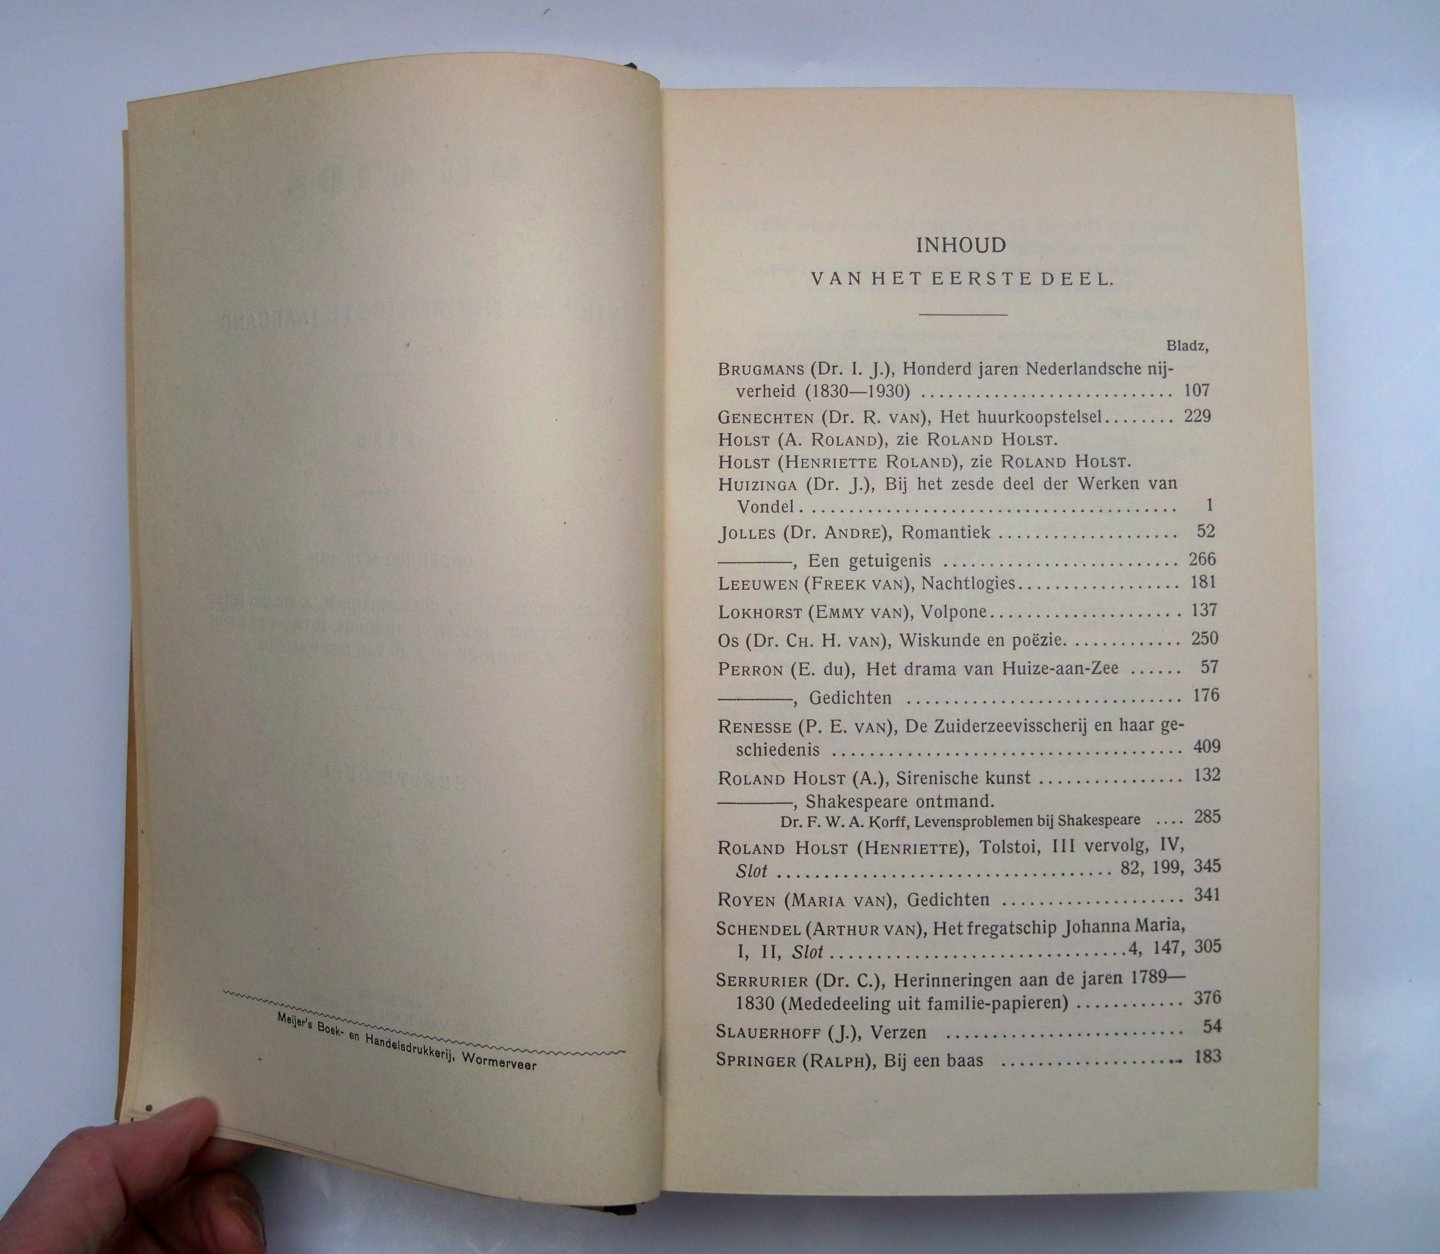 Meijer's Boek- en Handelsdrukkerij, Wormerveer
INHOUD
VAN HET EERSTE DEEL.
Bladz,
BRUGMANS (Dr. I. J.), Honderd jaren Nederlandsche nij-
verheid (1830—1930) ........................... 107
GENECHTEN (Dr. R. VAN), Het huurkoopstelsel........ 229
HOLST (A. ROLAND), zie ROLAND HOLST.
HOLST (HENRIETTE ROLAND), zie ROLAND HOLST.
HUIZINGA (Dr. J.), Bij het zesde deel der Werken van
Vondel......................................... 1
JOLLES (Dr. ANDRE), Romantiek .................... 52
———, Een getuigenis .......................... 266
LEEUWEN (FREEK VAN), Nachtlogies.................. 181
LOKHORST (EMMY VAN), Volpone..................... 137
OS (Dr. CH. H. VAN), Wiskunde en poëzie............. 250
PERRON (E. du), Het drama van Huize-aan-Zee ...... 57
———, Gedichten .............................. 176
RENESSE (P. E. VAN), De Zuiderzeevisscherij en haar ge-
schiedenis ...................................... 409
ROLAND HOLST (A.), Sirenische kunst ................ 132
———, Shakespeare ontmand.
Dr. F. W. A. Korff, Levensproblemen bij Shakespeare .... 285
ROLAND HOLST (HENRIETTE), Tolstoi, III vervolg, IV,
Slot ..................................... 82, 199, 345
ROYEN (MARIA VAN), Gedichten .................... 341
SCHENDEL (ARTHUR VAN), Het fregatschip Johanna Maria,
I, II, Slot.................................4, 147, 305
SERRURIER (Dr. C.), Herinneringen aan de jaren 1789—
1830 (Mededeeling uit familie-papieren) ............ 376
SLAUERHOFF (J.), Verzen .......................... 54
SPRINGER (RALPH), Bij een baas .................... 183